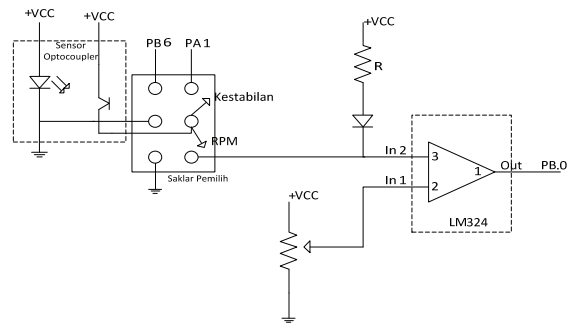 +VCC
+VCC
Sensor
Optocoupler
PB6
PA1
Kestabilan
RPM
Saklar Pemilih
+VCC
R
In 2
In 1
3
2
1
Out
PB.0
LM324
+VCC